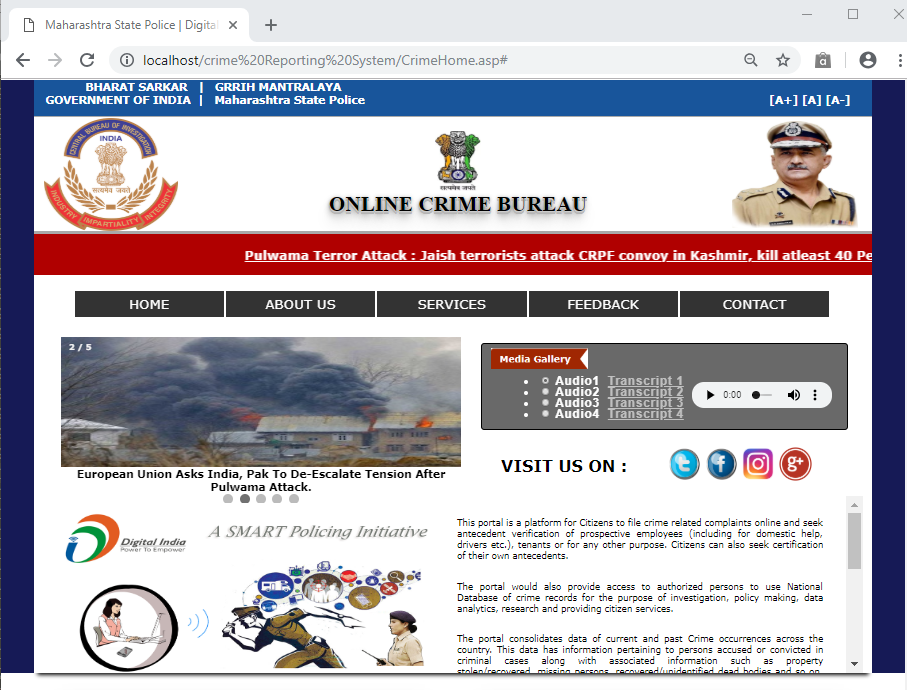 Maharashtra State Police | Digital
localhost/crime%20Reporting%20System/CrimeHome.asp#
BHARAT SARKAR | GRRIH MANTRALAYA
GOVERNMENT OF INDIA | Maharashtra State Police
[A+] [A] [A-]
CENTRAL BUREAU OF INVESTIGATION
INDIA
सत्यमेव जयते
INDUSTRY IMPARTIALITY INTEGRITY
सत्यमेव जयते
ONLINE CRIME BUREAU
Pulwama Terror Attack : Jaish terrorists attack CRPF convoy in Kashmir, kill atleast 40 Pe
HOME ABOUT US SERVICES FEEDBACK CONTACT
2 / 5
European Union Asks India, Pak To De-Escalate Tension After
Pulwama Attack.
Media Gallery
Audio1 Transcript 1
Audio2 Transcript 2
Audio3 Transcript 3
Audio4 Transcript 4
0:00
VISIT US ON :
Digital India
Power To Empower
A SMART Policing Initiative
This portal is a platform for Citizens to file crime related complaints online and seek
antecedent verification of prospective employees (including for domestic help,
drivers etc.), tenants or for any other purpose. Citizens can also seek certification
of their own antecedents.
The portal would also provide access to authorized persons to use National
Database of crime records for the purpose of investigation, policy making, data
analytics, research and providing citizen services.
The portal consolidates data of current and past Crime occurrences across the
country. This data has information pertaining to persons accused or convicted in
criminal cases along with associated information such as property
stolen/recovered, missing persons, recovered/unidentified dead bodies and so on.